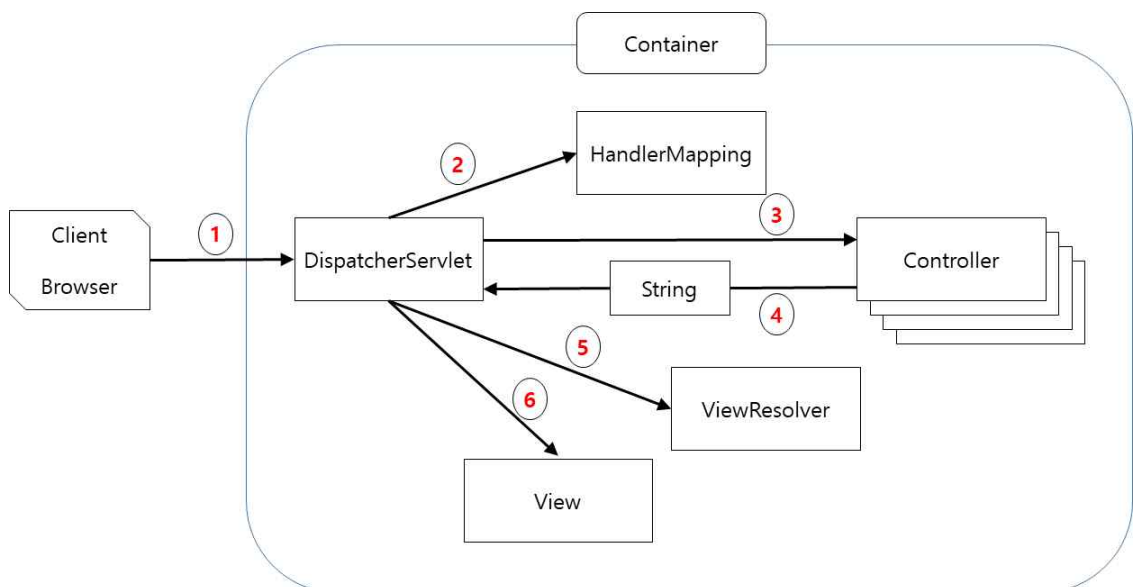 Container
HandlerMapping
2
3
1
Client
Browser
DispatcherServlet
Controller
String
4
5
6
ViewResolver
View